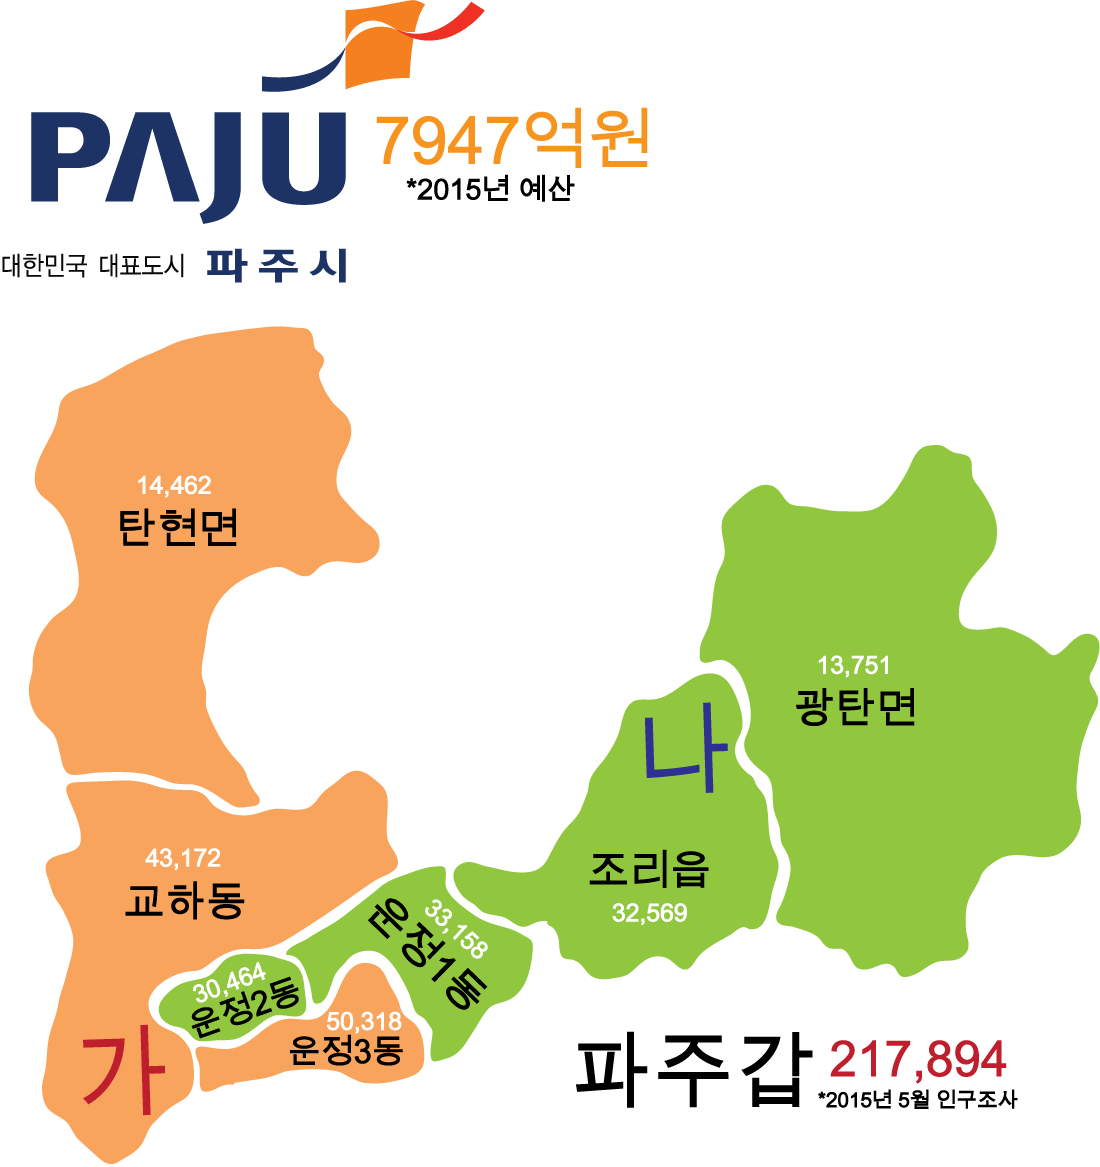 PAJU
7947억원
*2015년 예산
대한민국 대표도시 파주시
14,462
탄현면
13,751
광탄면
나
43,172
교하동
조리읍
32,569
33,158
운정1동
30,464
운정2동
50,318
운정3동
가
파주갑 217,894
*2015년 5월 인구조사